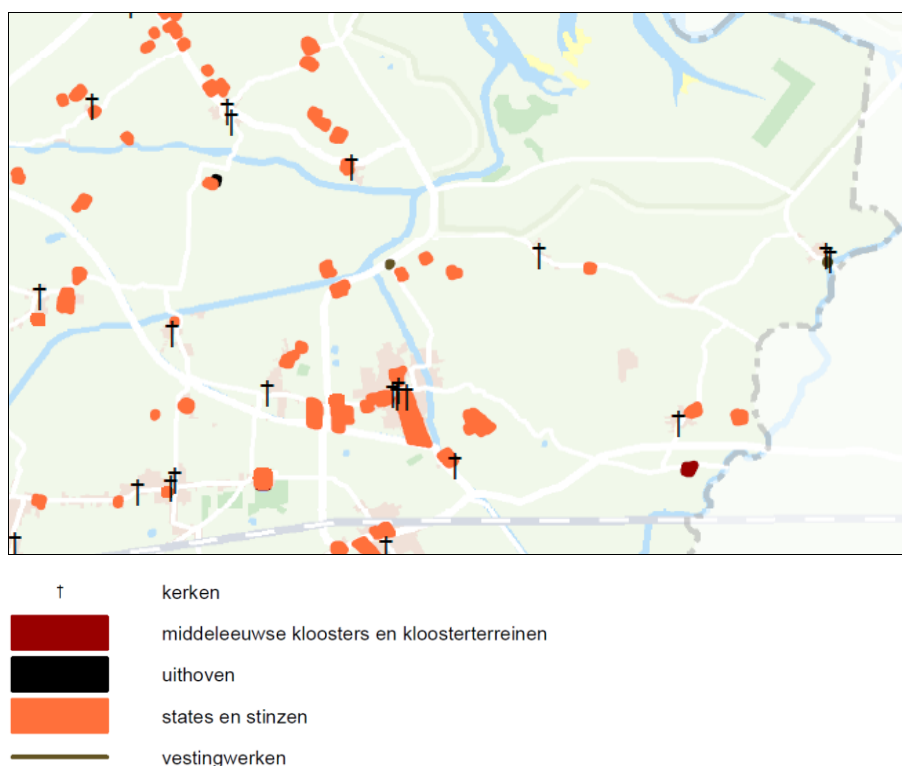 † kerken
middeleeuwse kloosters en kloosterterreinen
uithoven
states en stinzen
vestingwerken